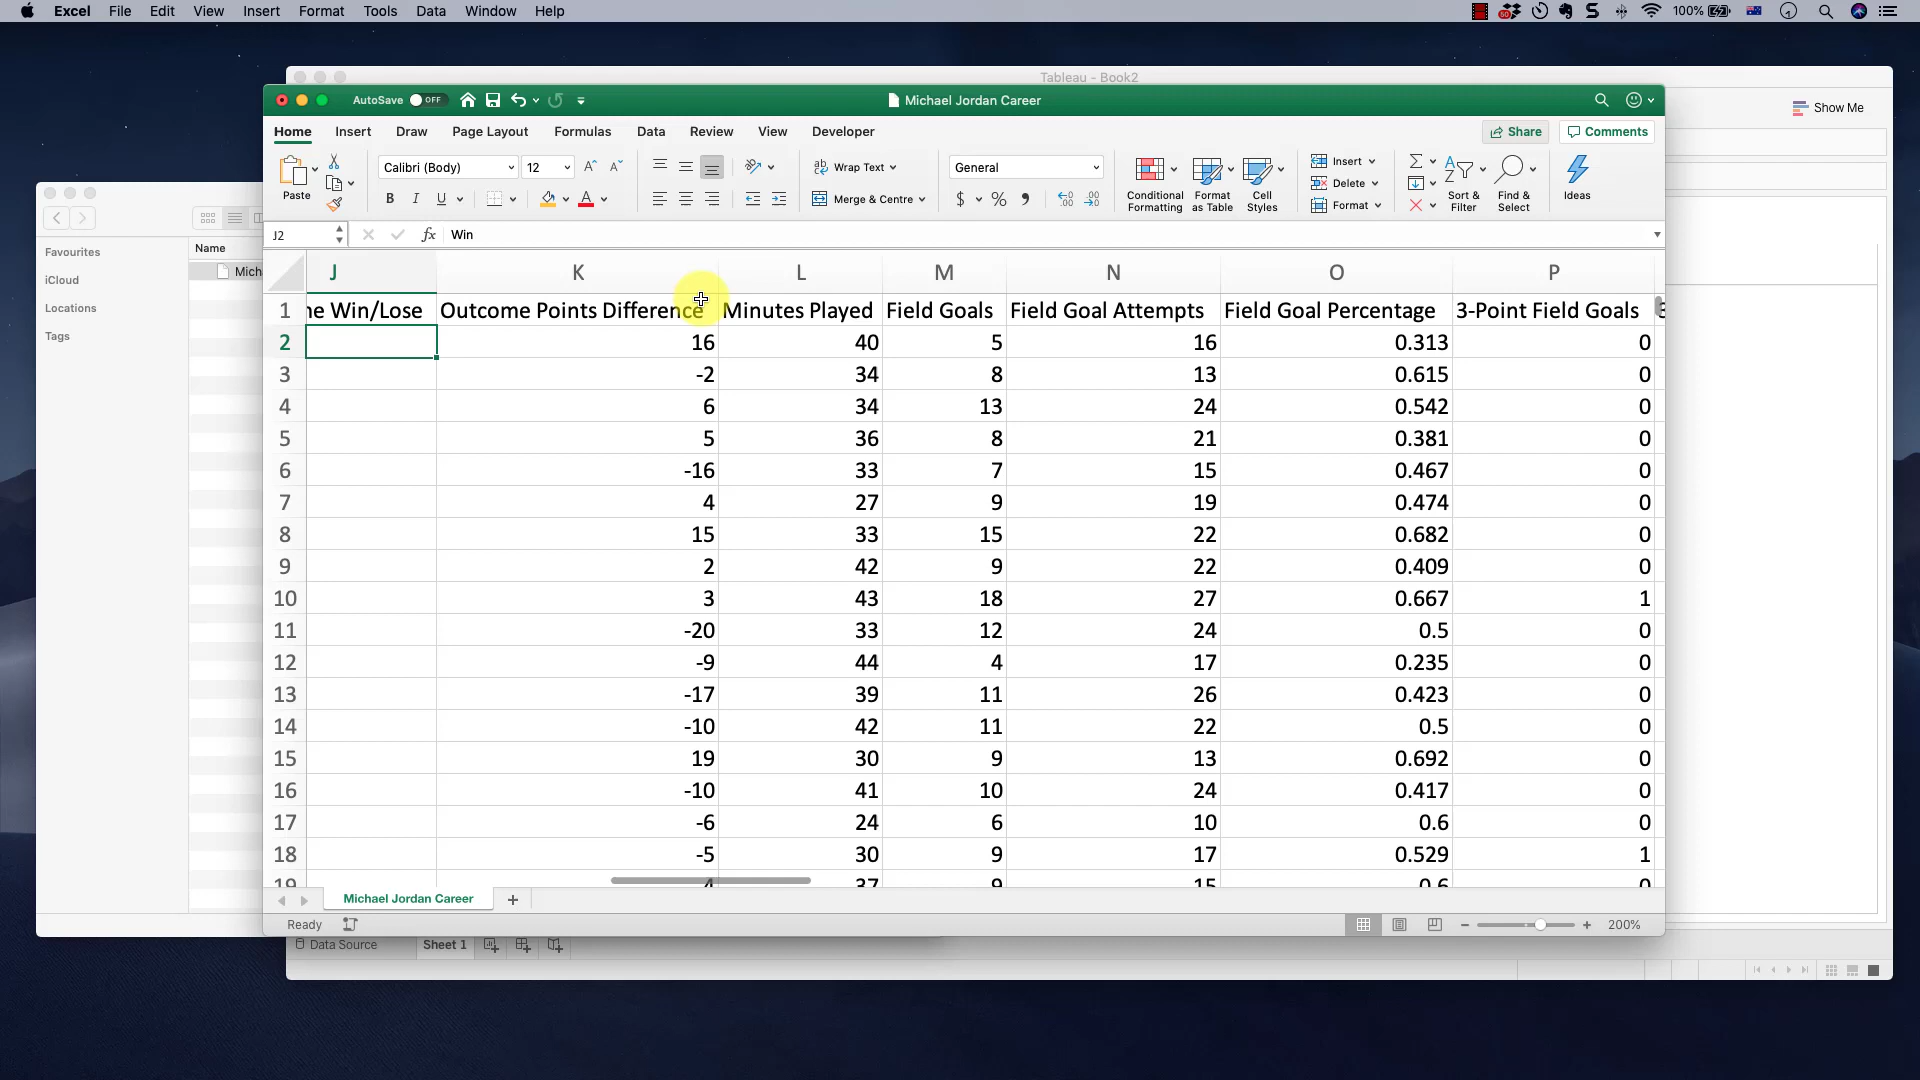 Excel File Edit View Insert Format Tools Data Window Help 50 100%
Tableau - Book2
Show Me
AutoSave OFF Michael Jordan Career
Home Insert Draw Page Layout Formulas Data Review View Developer Share Comments
Paste Calibri (Body) 12 ab Wrap Text General Insert
B I U A Merge & Centre $ % Delete
Conditional Formatting Format as Table Cell Styles Format Sort & Filter Find & Select Ideas
J2 fx Win
Favourites
iCloud
Locations
Tags
Name
Mich
J K L M N O P
1 ne Win/Lose Outcome Points Difference Minutes Played Field Goals Field Goal Attempts Field Goal Percentage 3-Point Field Goals
2 16 40 5 16 0.313 0
3 -2 34 8 13 0.615 0
4 6 34 13 24 0.542 0
5 5 36 8 21 0.381 0
6 -16 33 7 15 0.467 0
7 4 27 9 19 0.474 0
8 15 33 15 22 0.682 0
9 2 42 9 22 0.409 0
10 3 43 18 27 0.667 1
11 -20 33 12 24 0.5 0
12 -9 44 4 17 0.235 0
13 -17 39 11 26 0.423 0
14 -10 42 11 22 0.5 0
15 19 30 9 13 0.692 0
16 -10 41 10 24 0.417 0
17 -6 24 6 10 0.6 0
18 -5 30 9 17 0.529 1
19 4 37 9 15 0.6 0
Michael Jordan Career
Ready 200%
Data Source Sheet 1